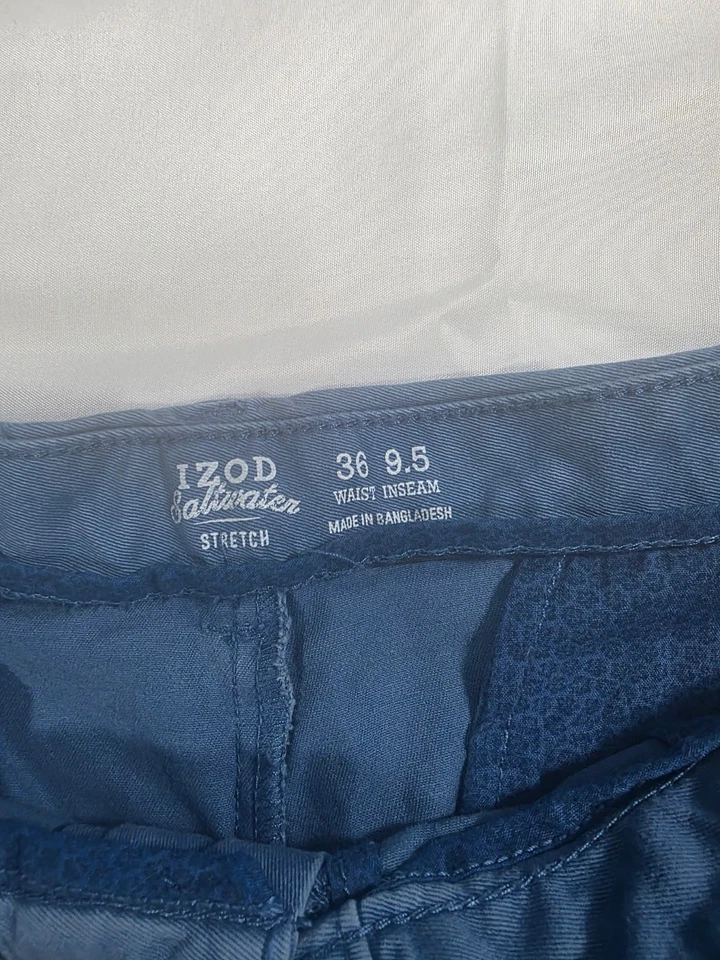 IZOD
Saltwater
STRETCH
36 9.5
WAIST INSEAM
MADE IN BANGLADESH